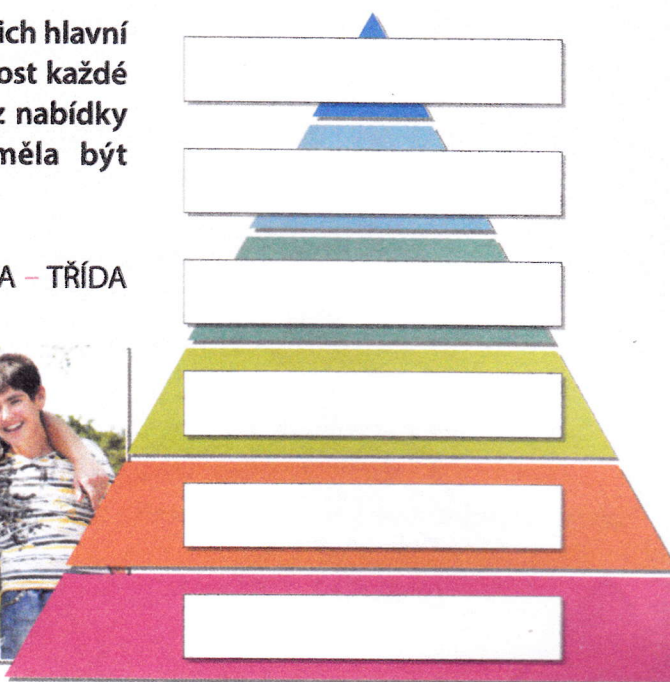 ich hlavní
ost každé
z nabídky
měla být
A – TŘÍDA